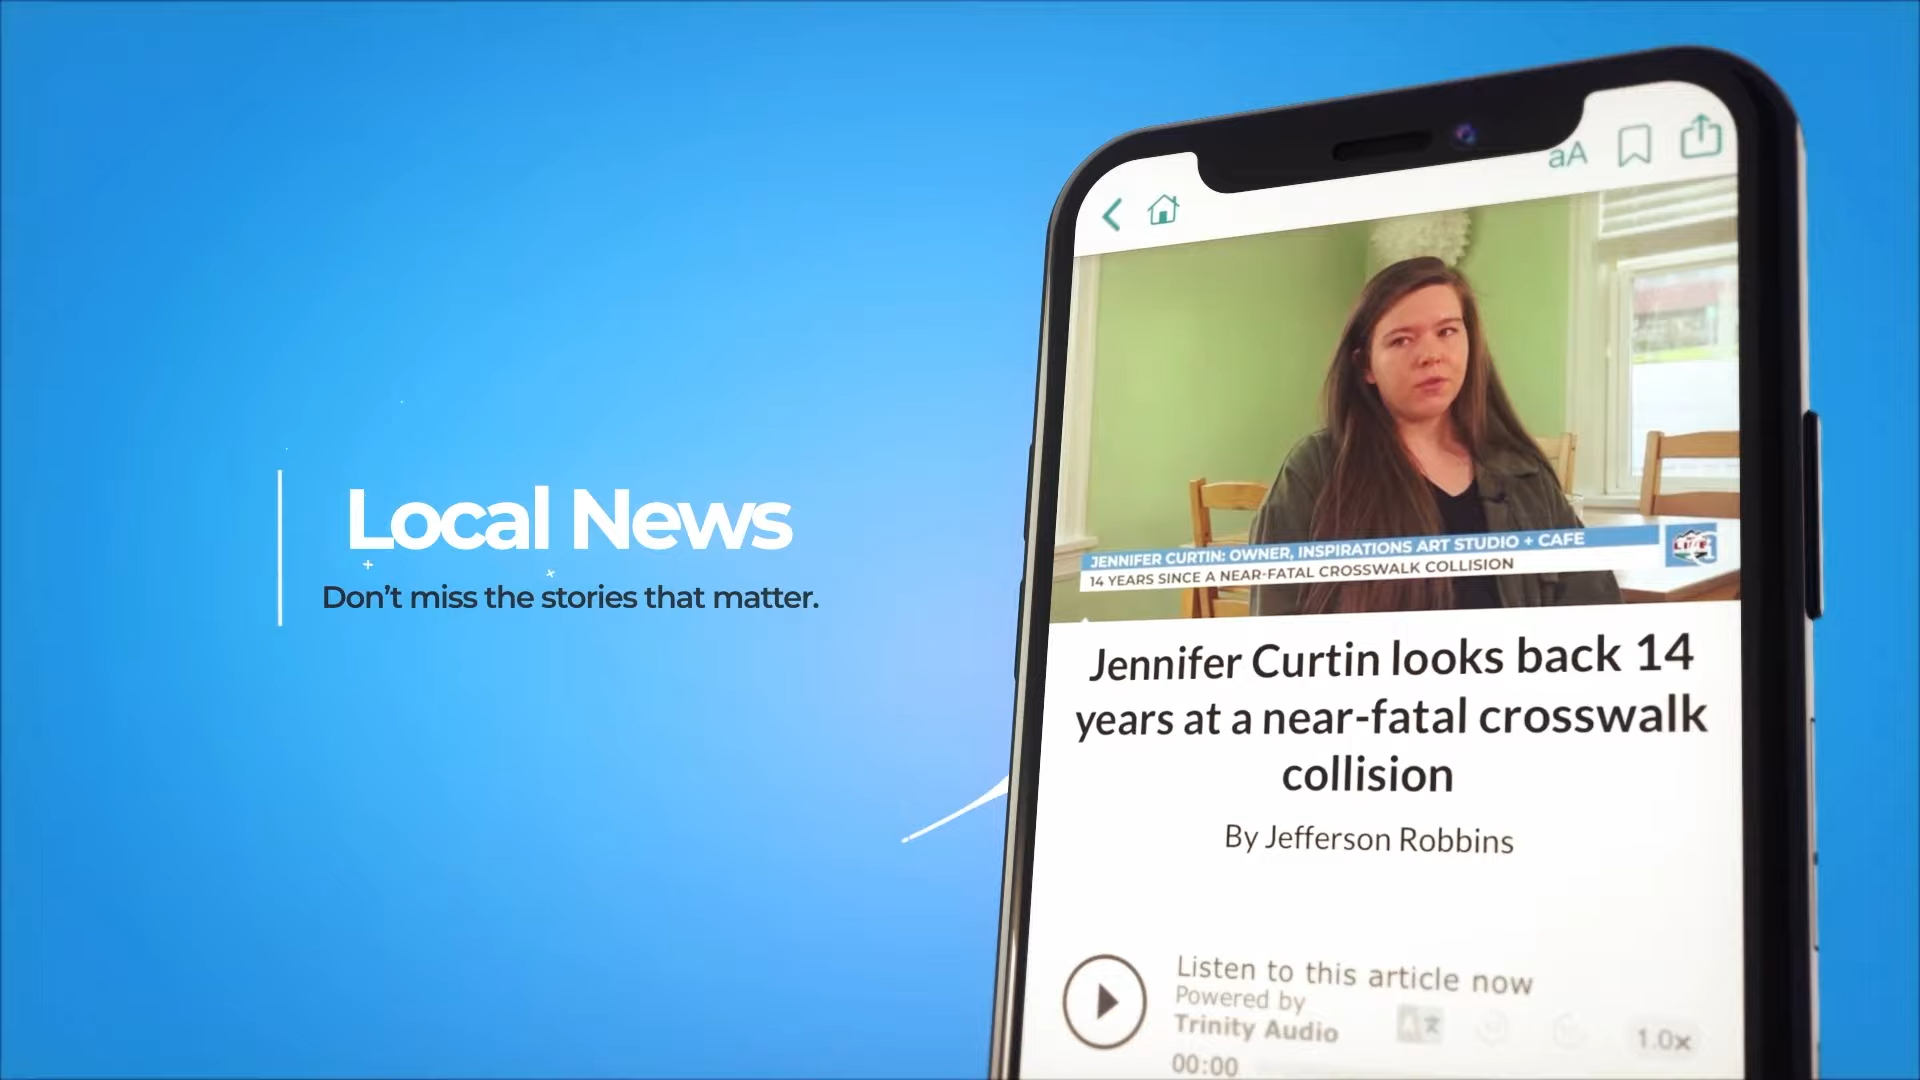 Local News
Don't miss the stories that matter.
aA
JENNIFER CURTIN: OWNER, INSPIRATIONS ART STUDIO + CAFE
14 YEARS SINCE A NEAR-FATAL CROSSWALK COLLISION
Jennifer Curtin looks back 14
years at a near-fatal crosswalk
collision
By Jefferson Robbins
Listen to this article now
Powered by
Trinity Audio
1.0x
00:00